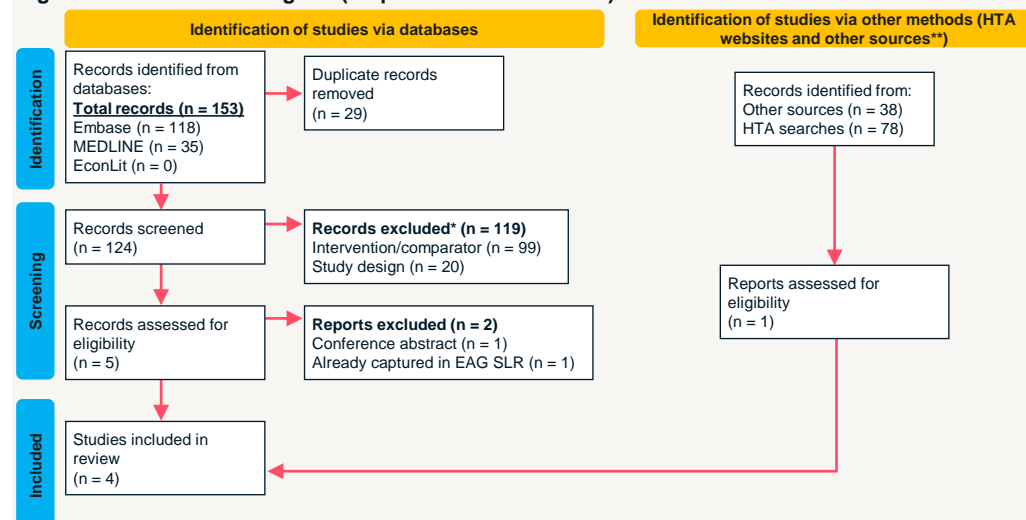 Identification of studies via databases
Identification of studies via other methods (HTA
websites and other sources**)
Identification
Records identified from
databases:
Total records (n = 153)
Embase (n = 118)
MEDLINE (n = 35)
EconLit (n = 0)
Duplicate records
removed
(n = 29)
Records identified from:
Other sources (n = 38)
HTA searches (n = 78)
Screening
Records screened
(n = 124)
Records excluded* (n = 119)
Intervention/comparator (n = 99)
Study design (n = 20)
Records assessed for
eligibility
(n = 5)
Reports excluded (n = 2)
Conference abstract (n = 1)
Already captured in EAG SLR (n = 1)
Reports assessed for
eligibility
(n = 1)
Included
Studies included in
review
(n = 4)